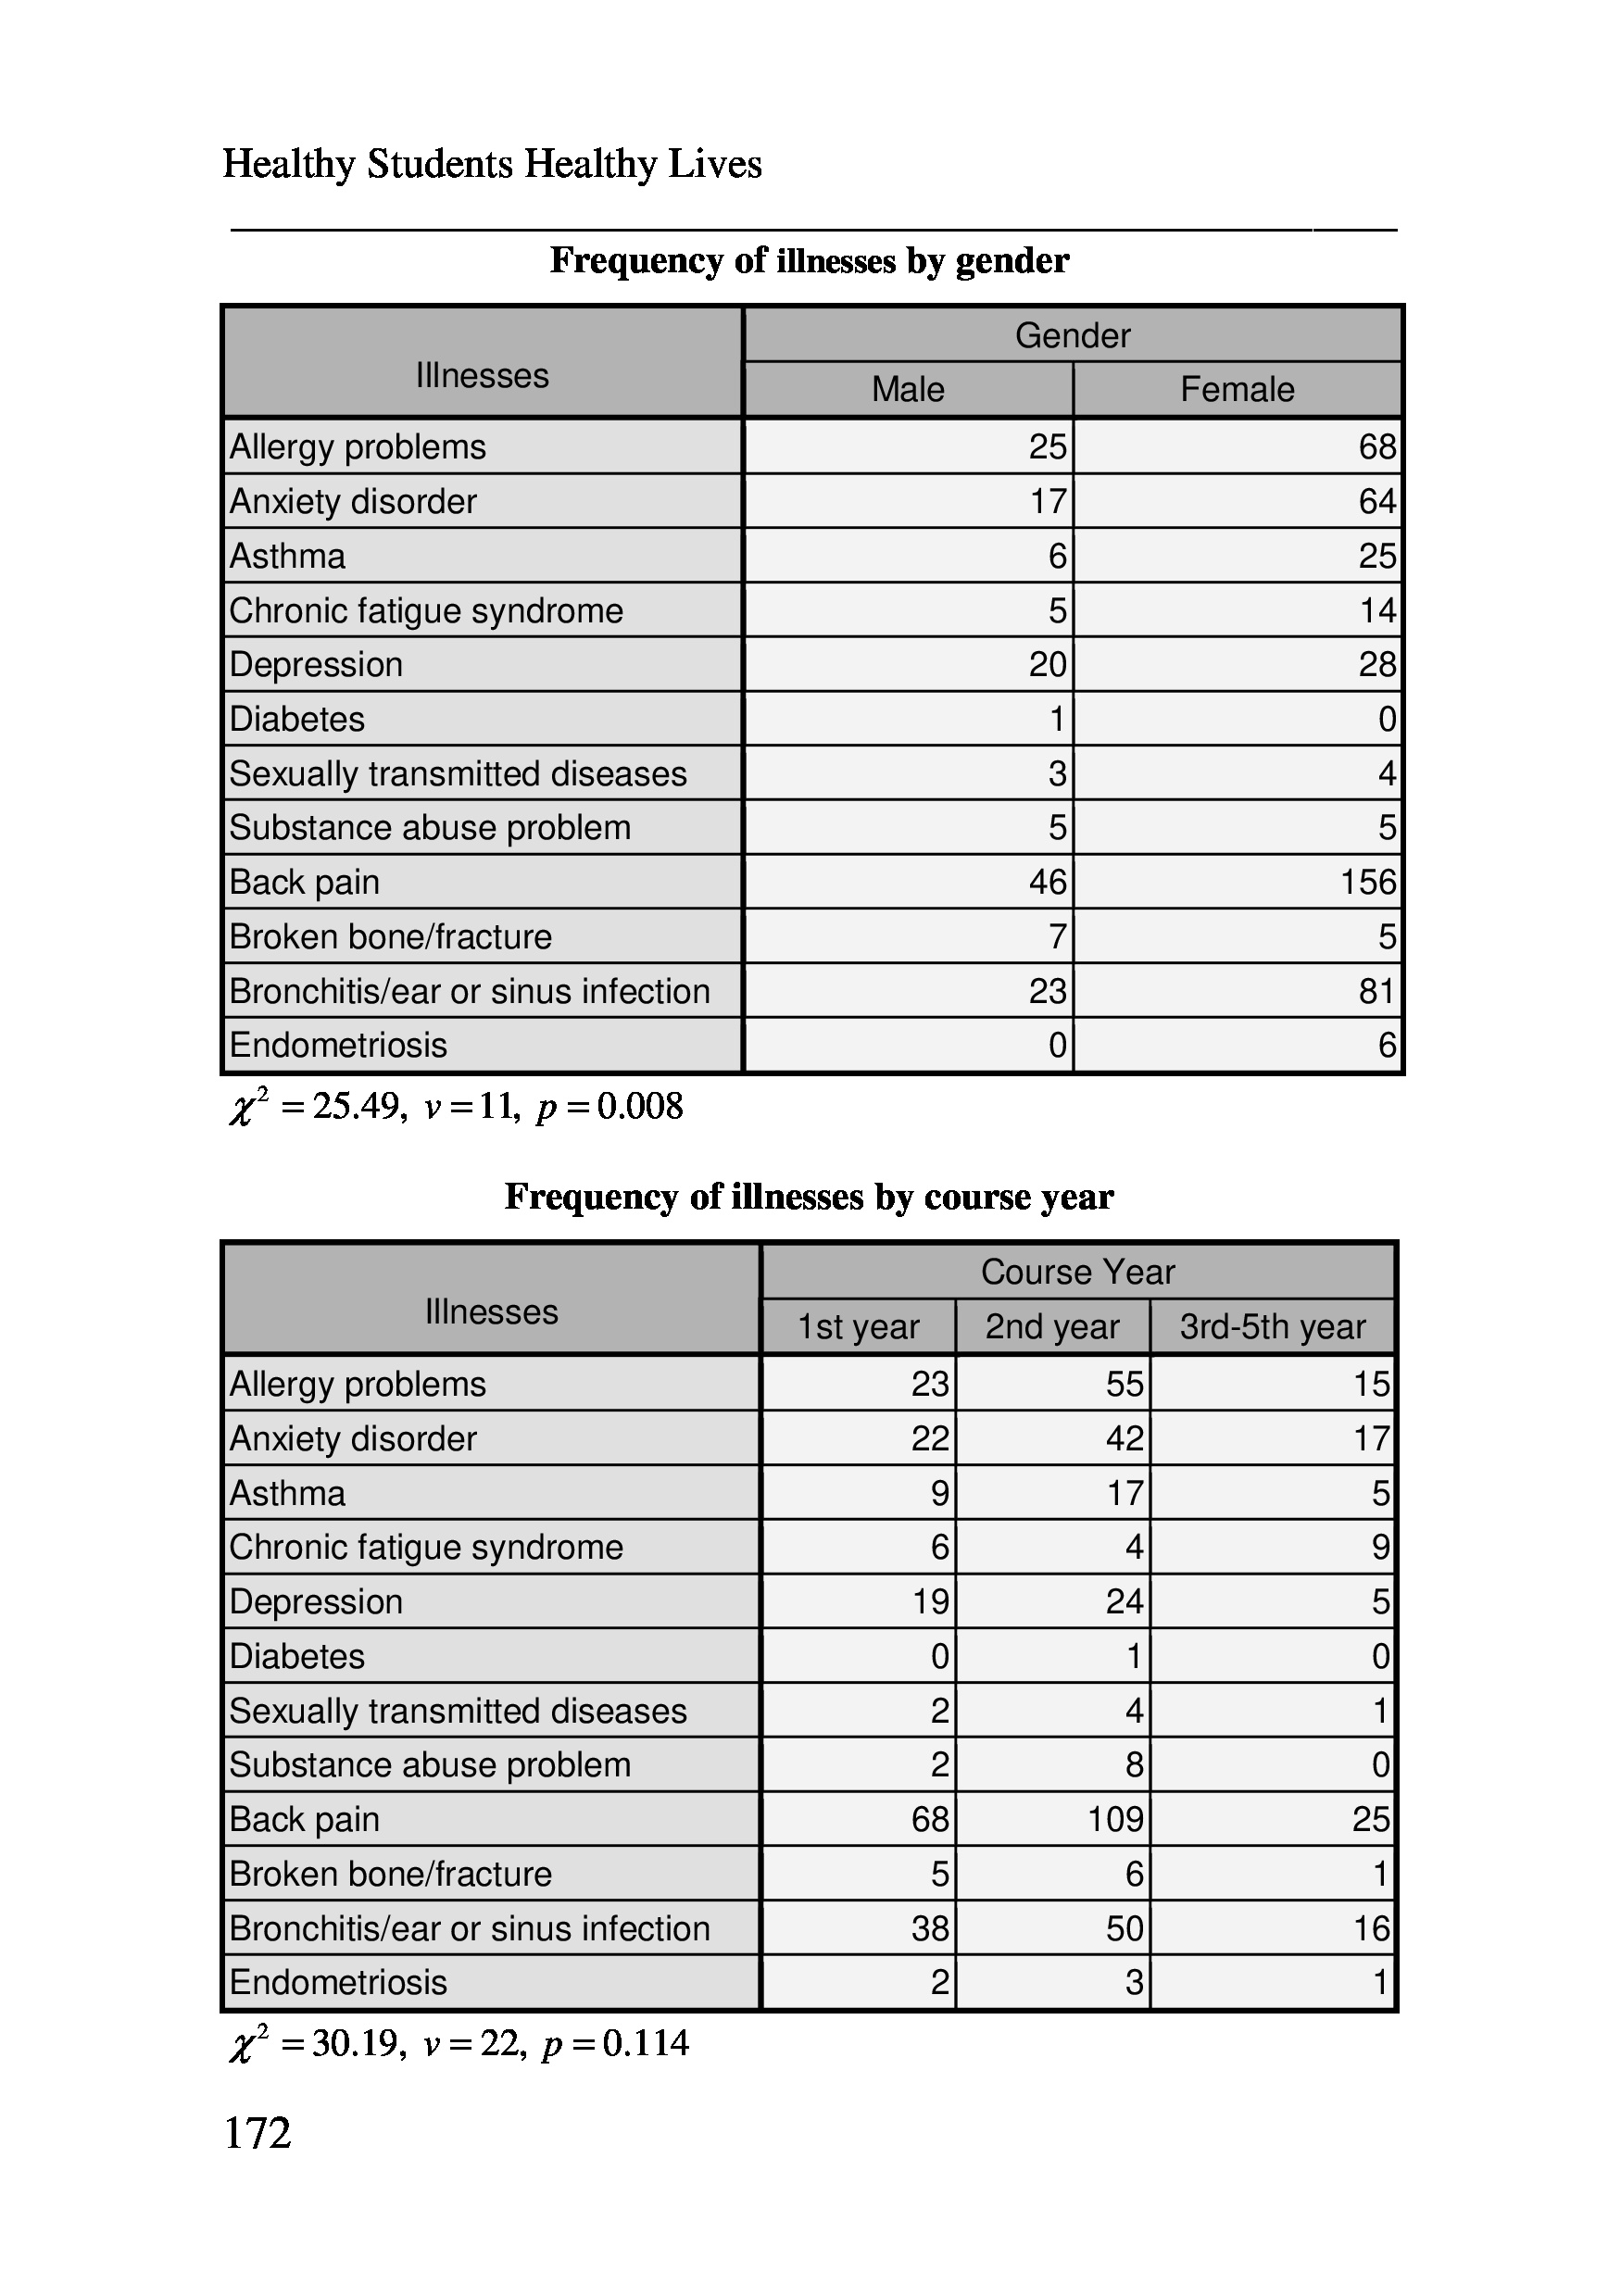 Healthy Students Healthy Lives
Frequency of illnesses by gender
Illnesses
Gender
Male Female
Allergy problems 25 68
Anxiety disorder 17 64
Asthma 6 25
Chronic fatigue syndrome 5 14
Depression 20 28
Diabetes 1 0
Sexually transmitted diseases 3 4
Substance abuse problem 5 5
Back pain 46 156
Broken bone/fracture 7 5
Bronchitis/ear or sinus infection 23 81
Endometriosis 0 6
χ² = 25.49, ν = 11, p = 0.008
Frequency of illnesses by course year
Illnesses
Course Year
1st year 2nd year 3rd-5th year
Allergy problems 23 55 15
Anxiety disorder 22 42 17
Asthma 9 17 5
Chronic fatigue syndrome 6 4 9
Depression 19 24 5
Diabetes 0 1 0
Sexually transmitted diseases 2 4 1
Substance abuse problem 2 8 0
Back pain 68 109 25
Broken bone/fracture 5 6 1
Bronchitis/ear or sinus infection 38 50 16
Endometriosis 2 3 1
χ² = 30.19, ν = 22, p = 0.114
172